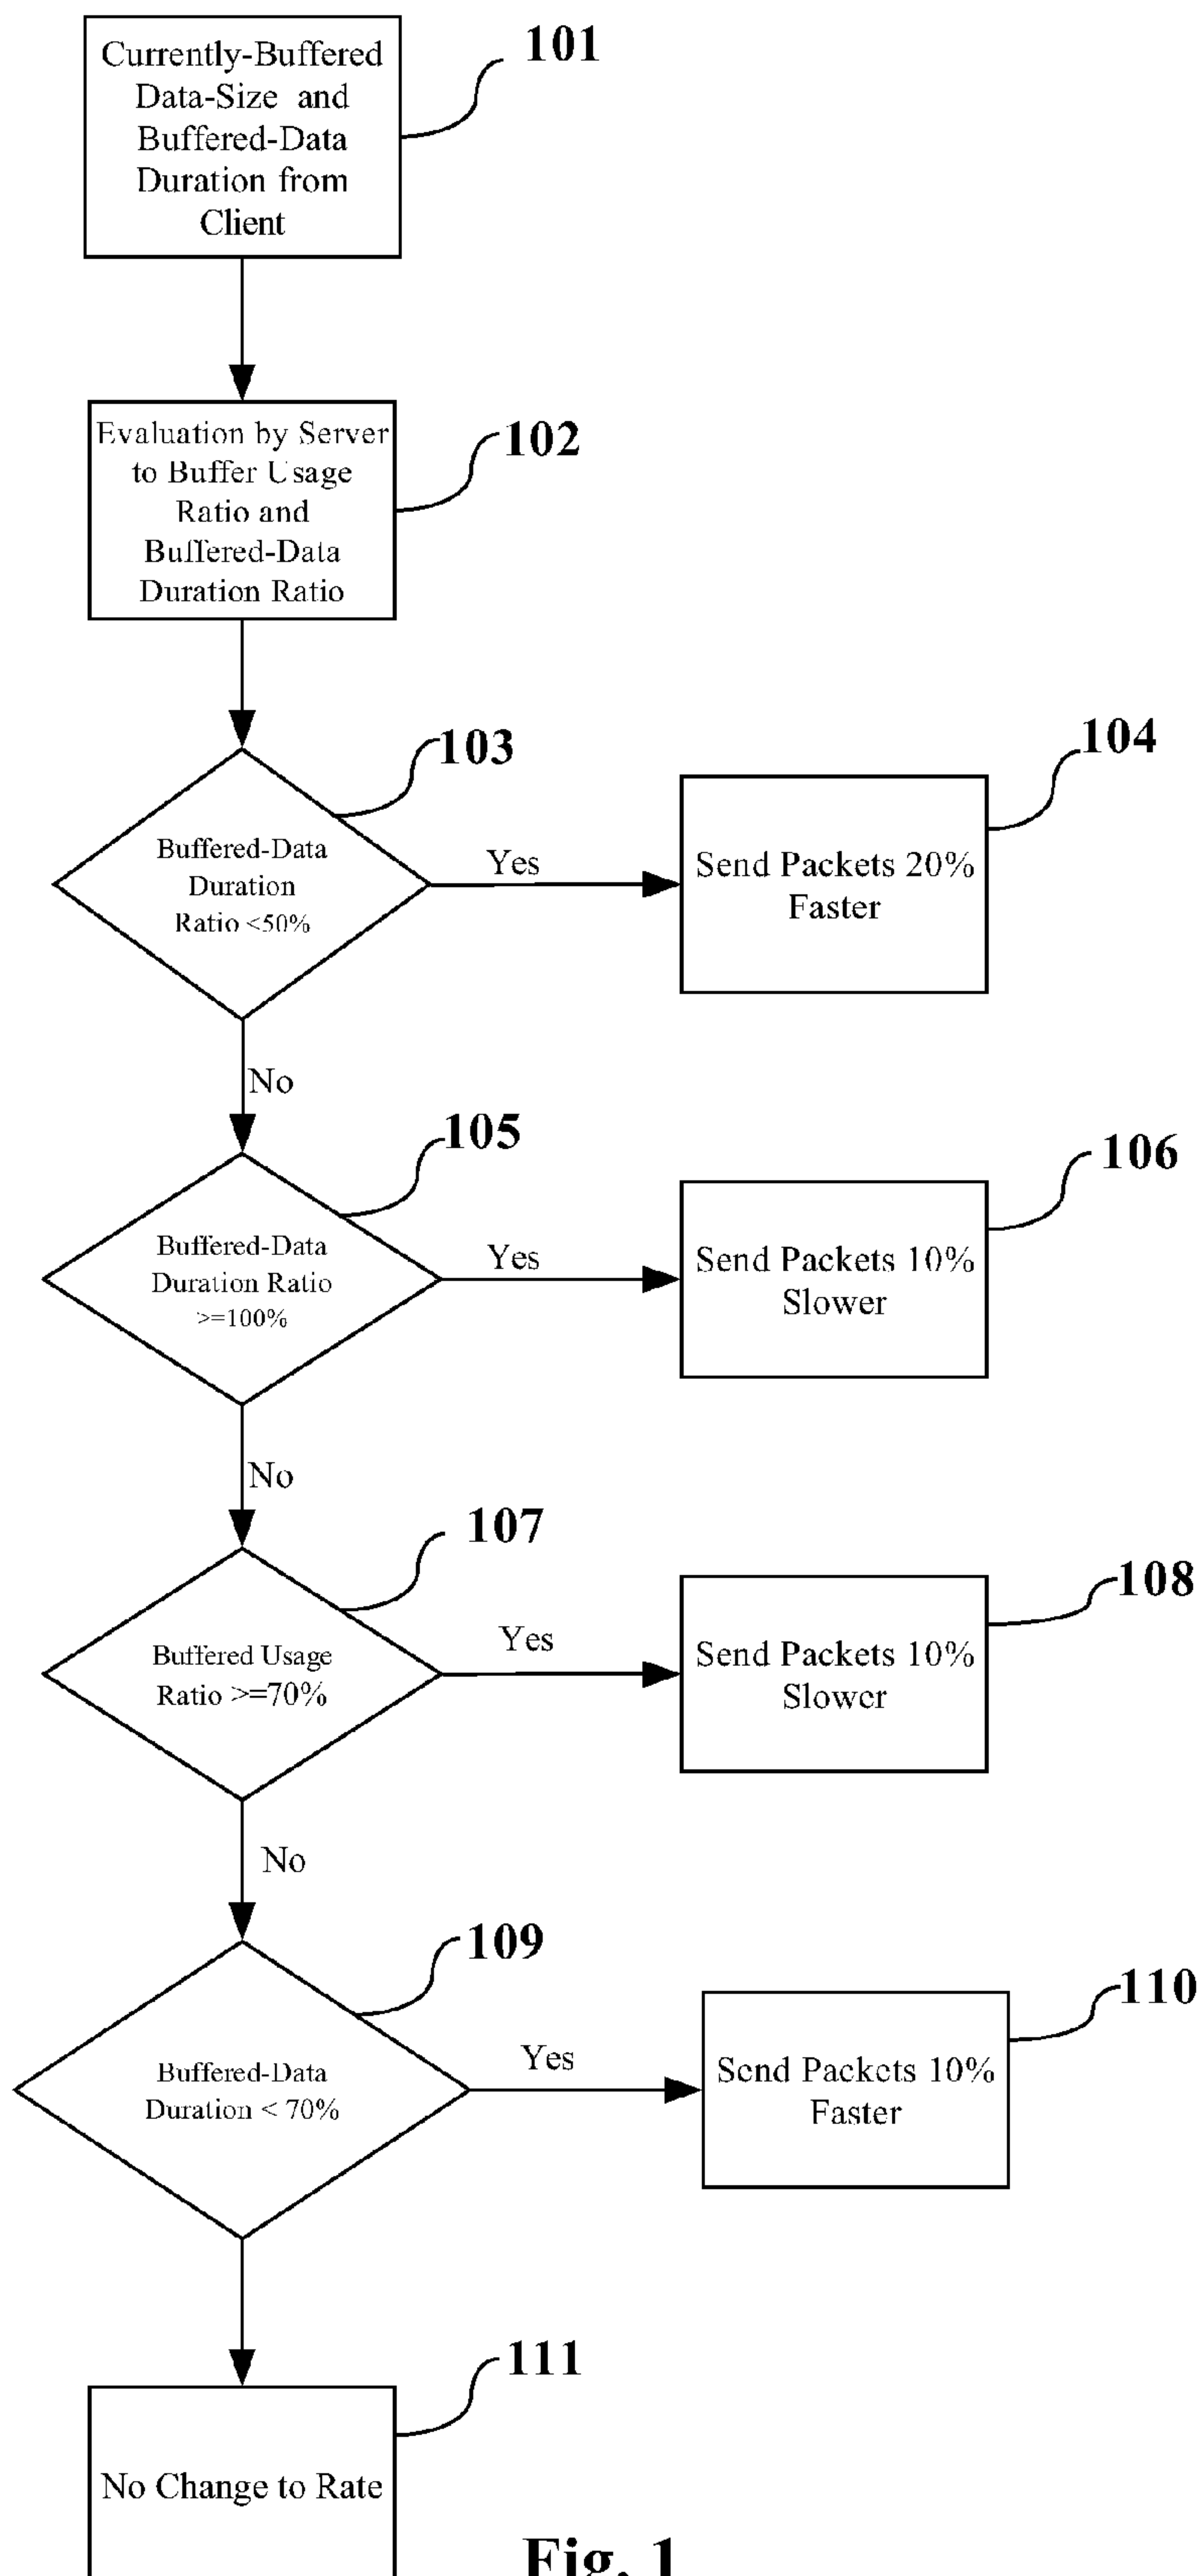 Currently-Buffered
Data-Size and
Buffered-Data
Duration from
Client
101
Evaluation by Server
to Buffer Usage
Ratio and
Buffered-Data
Duration Ratio
102
103
Buffered-Data
Duration
Ratio <50%
Yes
104
Send Packets 20%
Faster
No
105
Buffered-Data
Duration Ratio
>=100%
Yes
106
Send Packets 10%
Slower
No
107
Buffered Usage
Ratio >=70%
Yes
108
Send Packets 10%
Slower
No
109
Buffered-Data
Duration < 70%
Yes
110
Send Packets 10%
Faster
111
No Change to Rate
Fig. 1